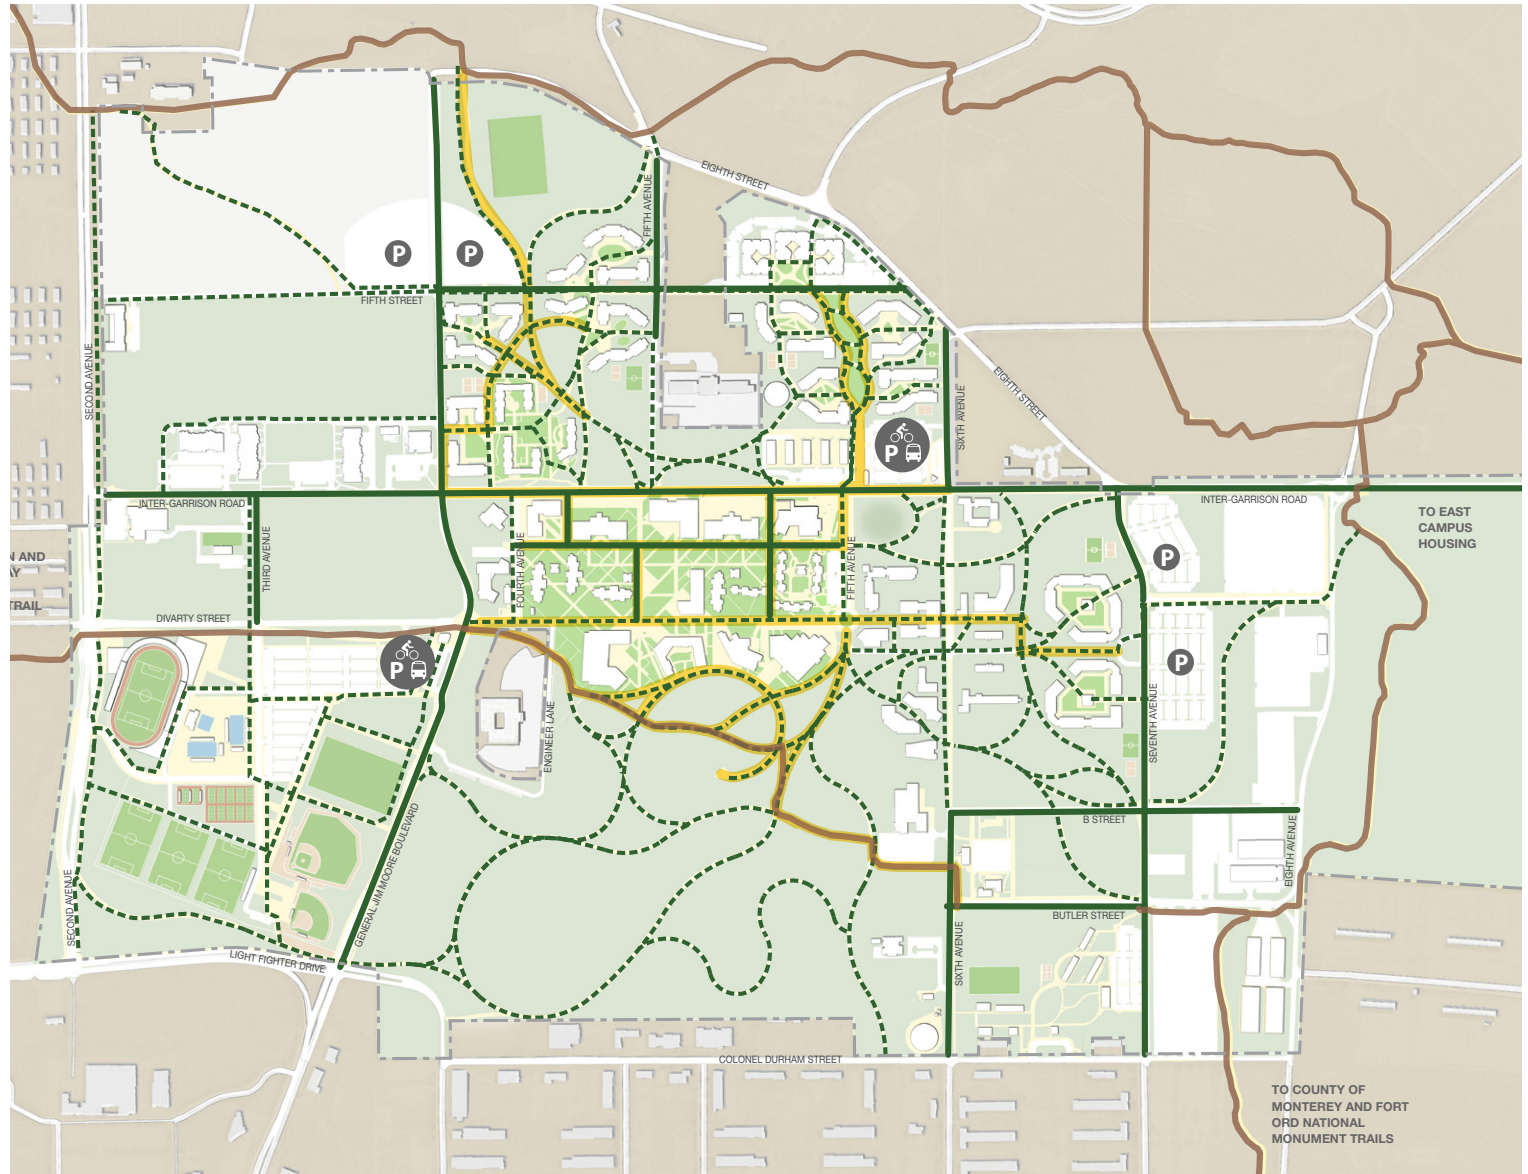 EIGHTH STREET
FIFTH AVENUE
P
P
FIFTH STREET
SECOND AVENUE
EIGHTH STREET
SIXTH AVENUE
P
INTER-GARRISON ROAD
INTER-GARRISON ROAD
TO EAST
CAMPUS
HOUSING
THIRD AVENUE
FOURTH AVENUE
FIFTH AVENUE
P
N AND
AY
TRAIL
DIVARTY STREET
P
P
SEVENTH AVENUE
ENGINEER LANE
GENERAL JIM MOORE BOULEVARD
B STREET
EIGHTH AVENUE
SECOND AVENUE
BUTLER STREET
SIXTH AVENUE
LIGHT FIGHTER DRIVE
COLONEL DURHAM STREET
TO COUNTY OF
MONTEREY AND FORT
ORD NATIONAL
MONUMENT TRAILS